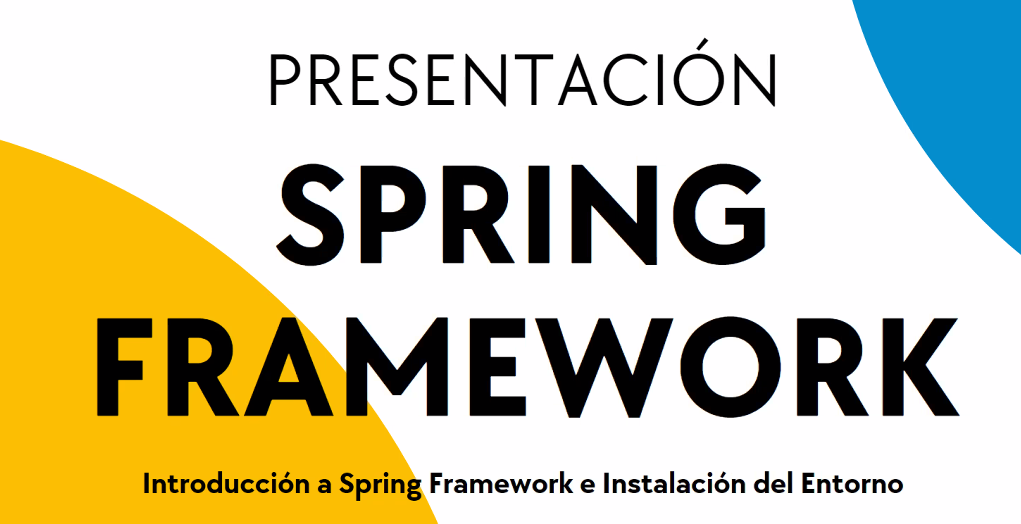 PRESENTACIÓN
SPRING
FRAMEWORK
Introducción a Spring Framework e Instalación del Entorno